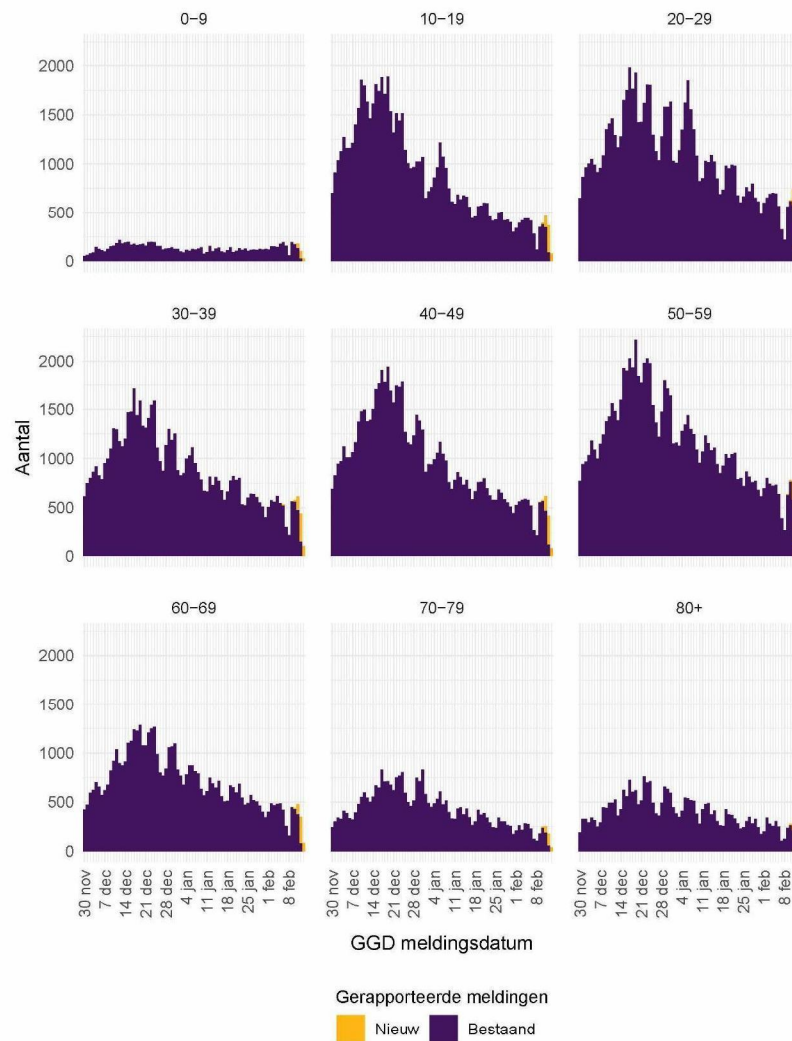 0−9
10−19
20−29
2000
1500
1000
500
0
30−39
40−49
50−59
2000
1500
1000
500
0
60−69
70−79
80+
2000
1500
1000
500
0
Aantal
30 nov
7 dec
14 dec
21 dec
28 dec
4 jan
11 jan
18 jan
25 jan
1 feb
8 feb
30 nov
7 dec
14 dec
21 dec
28 dec
4 jan
11 jan
18 jan
25 jan
1 feb
8 feb
30 nov
7 dec
14 dec
21 dec
28 dec
4 jan
11 jan
18 jan
25 jan
1 feb
8 feb
GGD meldingsdatum
Gerapporteerde meldingen
Nieuw
Bestaand